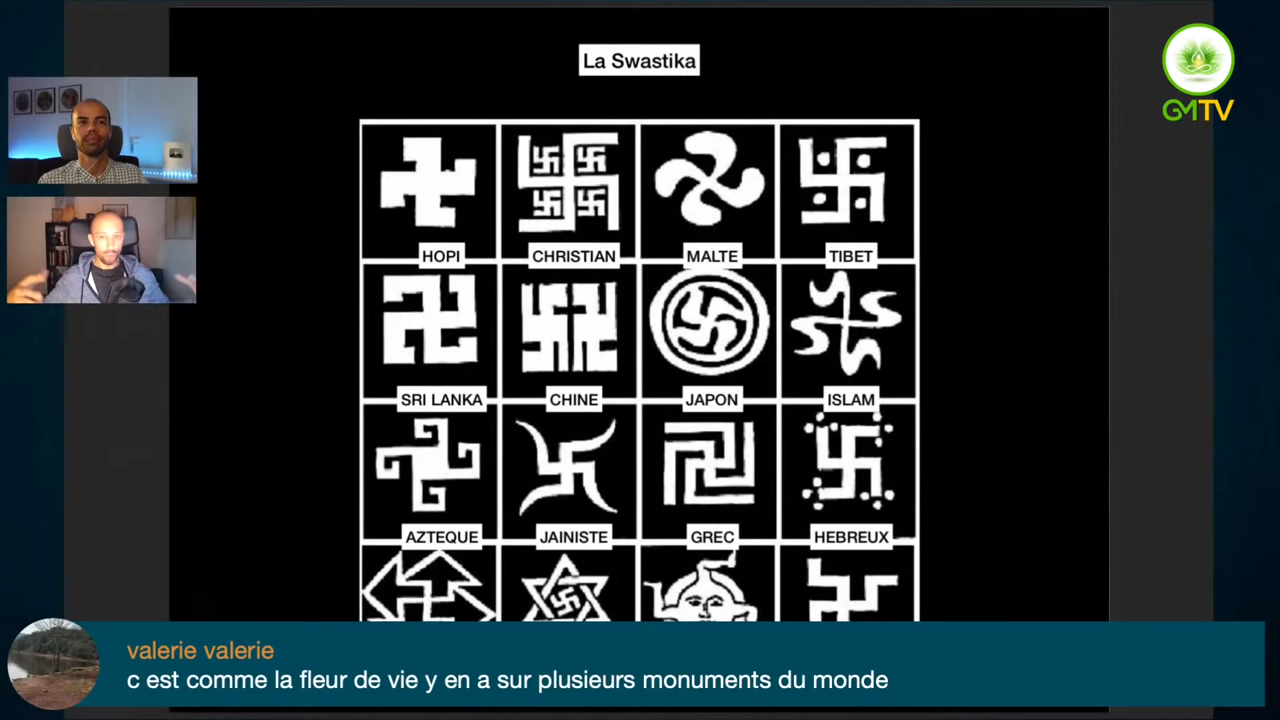 La Swastika
GMTV
HOPI
CHRISTIAN
MALTE
TIBET
SRI LANKA
CHINE
JAPON
ISLAM
AZTEQUE
JAINISTE
GREC
HEBREUX
valerie valerie
c est comme la fleur de vie y en a sur plusieurs monuments du monde